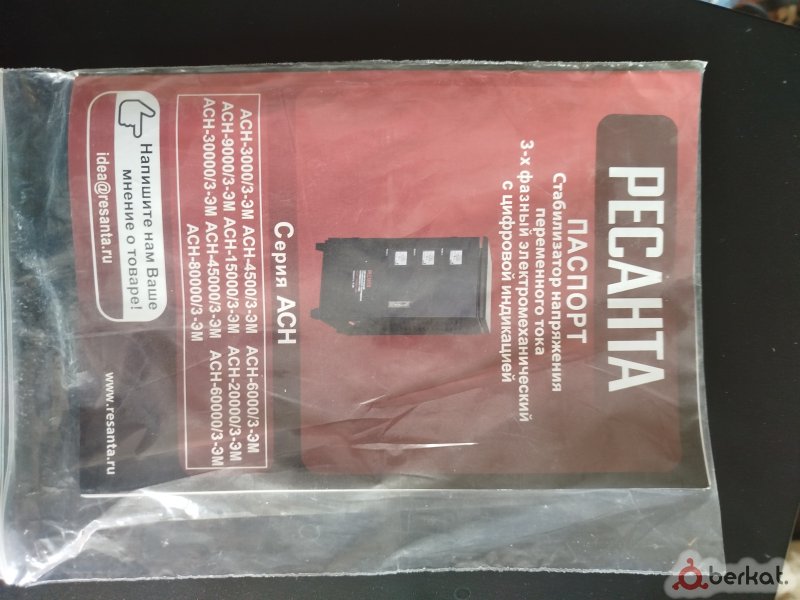 РЕСАНТА
ПАСПОРТ
Стабилизатор напряжения
переменного тока
3-х фазный электромеханический
с цифровой индикацией
Серия АСН
АСН-3000/3-ЭМ АСН-4500/3-ЭМ АСН-6000/3-ЭМ
АСН-9000/3-ЭМ АСН-15000/3-ЭМ АСН-20000/3-ЭМ
АСН-30000/3-ЭМ АСН-45000/3-ЭМ АСН-60000/3-ЭМ
АСН-80000/3-ЭМ
Напишите нам Ваше
мнение о товаре!
idea@resanta.ru
www.resanta.ru
berkat.